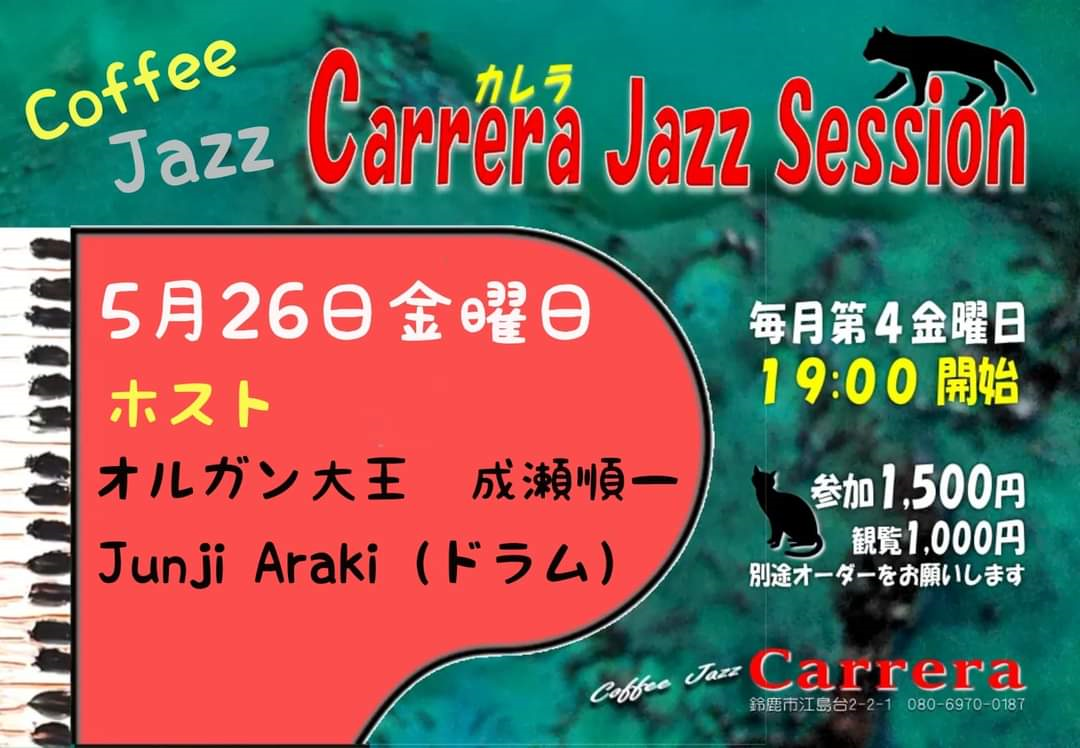 Coffee
Jazz
カレラ
Carrera Jazz Session
5月26日金曜日
ホスト
オルガン大王　成瀬順一
Junji Araki (ドラム)
毎月第4金曜日
19:00 開始
参加1,500円
観覧1,000円
別途オーダーをお願いします
Coffee Jazz Carrera
鈴鹿市江島台2-2-1　080-6970-0187